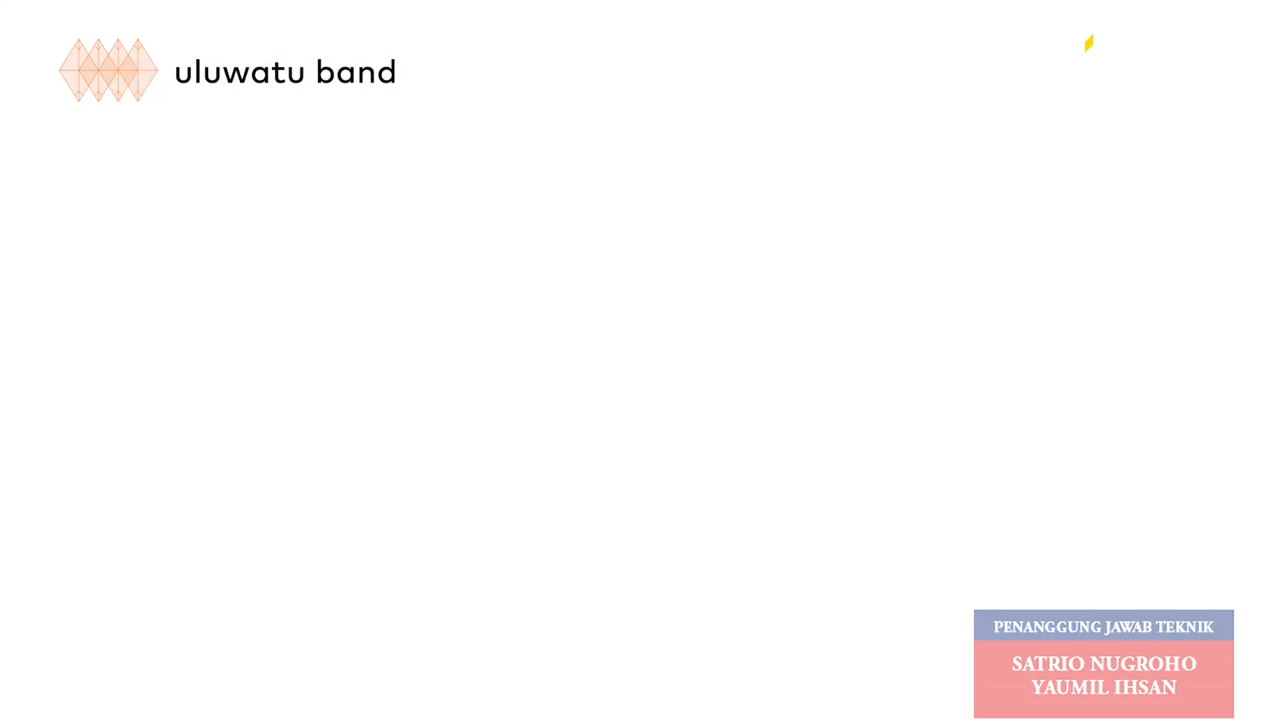 uluwatu band
PENANGGUNG JAWAB TEKNIK
SATRIO NUGROHO
YAUMIL IHSAN